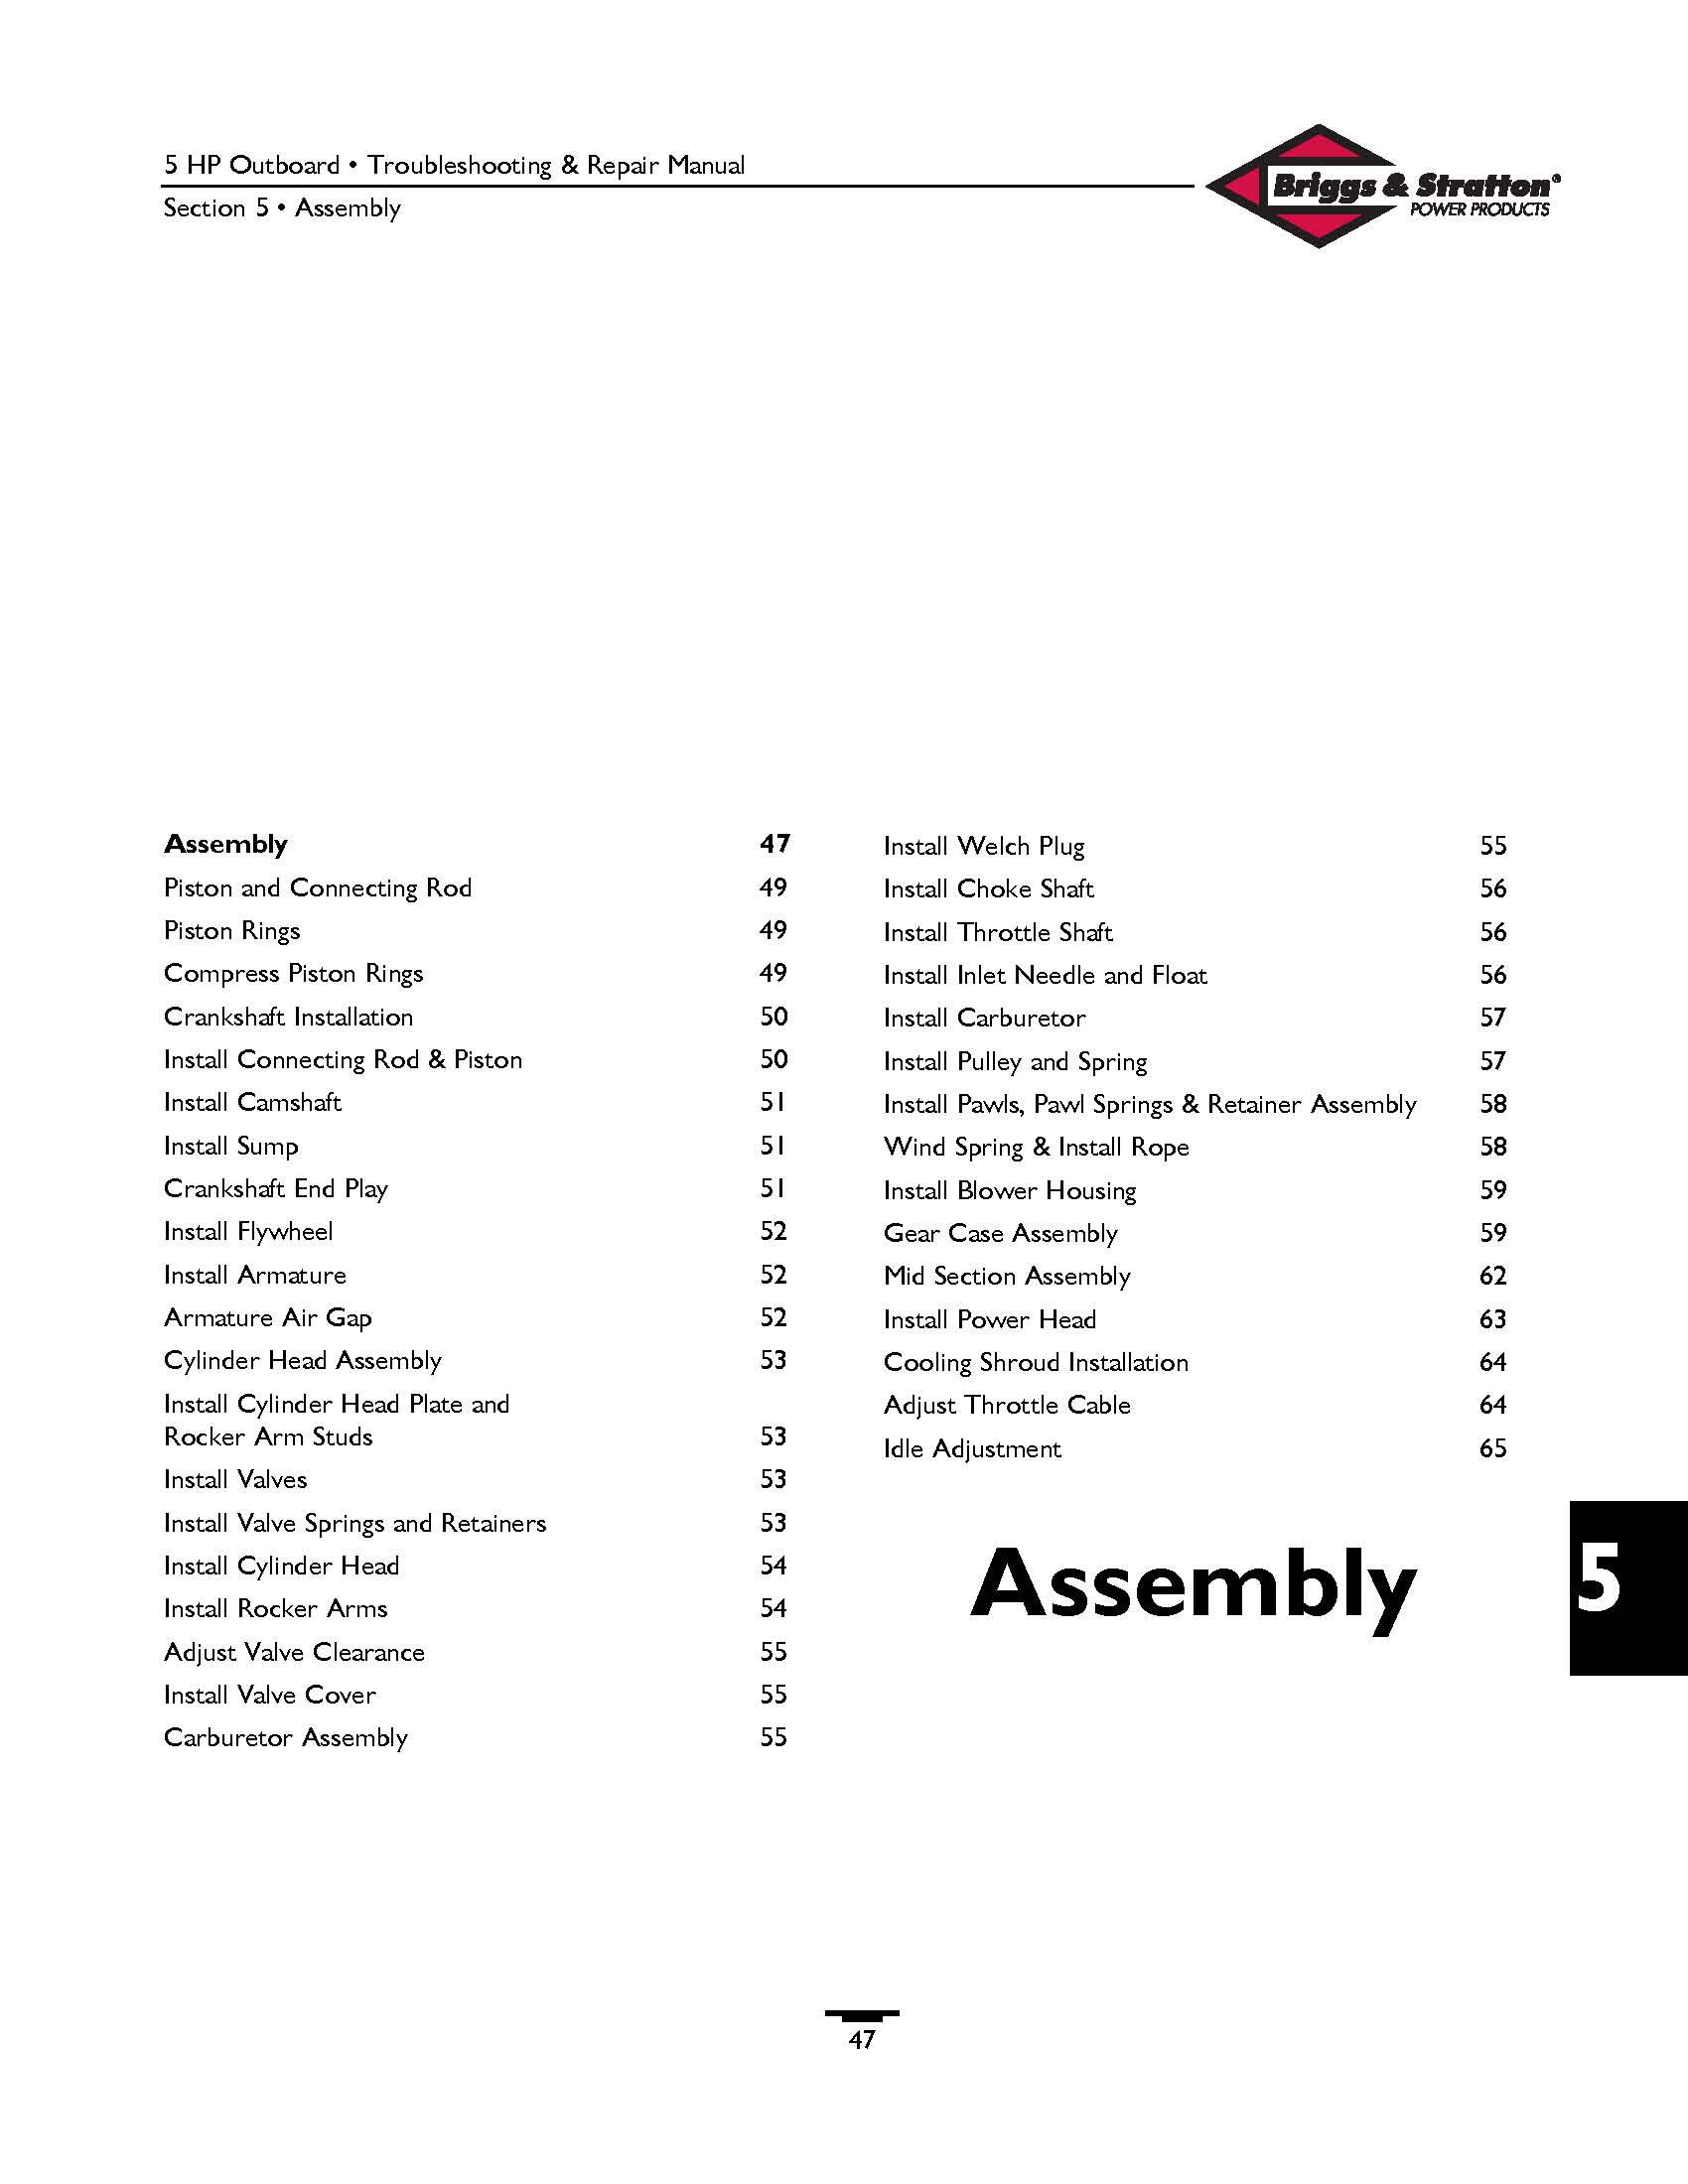 5 HP Outboard • Troubleshooting & Repair Manual
Section 5 • Assembly
Briggs & Stratton®
POWER PRODUCTS
Assembly 47
Piston and Connecting Rod 49
Piston Rings 49
Compress Piston Rings 49
Crankshaft Installation 50
Install Connecting Rod & Piston 50
Install Camshaft 51
Install Sump 51
Crankshaft End Play 51
Install Flywheel 52
Install Armature 52
Armature Air Gap 52
Cylinder Head Assembly 53
Install Cylinder Head Plate and
Rocker Arm Studs 53
Install Valves 53
Install Valve Springs and Retainers 53
Install Cylinder Head 54
Install Rocker Arms 54
Adjust Valve Clearance 55
Install Valve Cover 55
Carburetor Assembly 55
Install Welch Plug 55
Install Choke Shaft 56
Install Throttle Shaft 56
Install Inlet Needle and Float 56
Install Carburetor 57
Install Pulley and Spring 57
Install Pawls, Pawl Springs & Retainer Assembly 58
Wind Spring & Install Rope 58
Install Blower Housing 59
Gear Case Assembly 59
Mid Section Assembly 62
Install Power Head 63
Cooling Shroud Installation 64
Adjust Throttle Cable 64
Idle Adjustment 65
Assembly
5
47